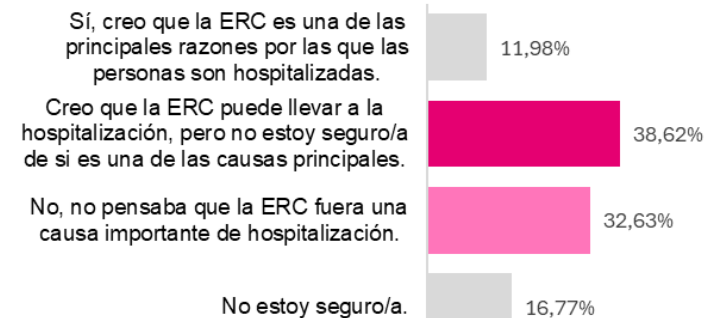 Sí, creo que la ERC es una de las
principales razones por las que las
personas son hospitalizadas.
11,98%
Creo que la ERC puede llevar a la
hospitalización, pero no estoy seguro/a
de si es una de las causas principales.
38,62%
No, no pensaba que la ERC fuera una
causa importante de hospitalización.
32,63%
No estoy seguro/a.
16,77%